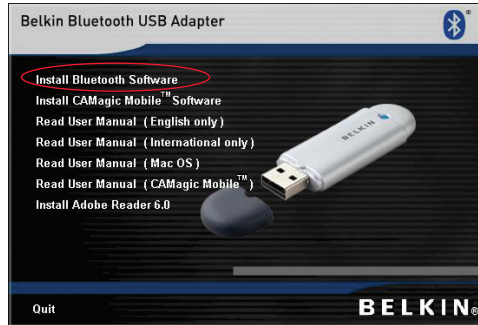 Belkin Bluetooth USB Adapter
Install Bluetooth Software
Install CAMagic Mobile™ Software
Read User Manual ( English only )
Read User Manual ( International only )
Read User Manual ( Mac OS )
Read User Manual ( CAMagic Mobile™ )
Install Adobe Reader 6.0
BELKIN
Quit
BELKIN®